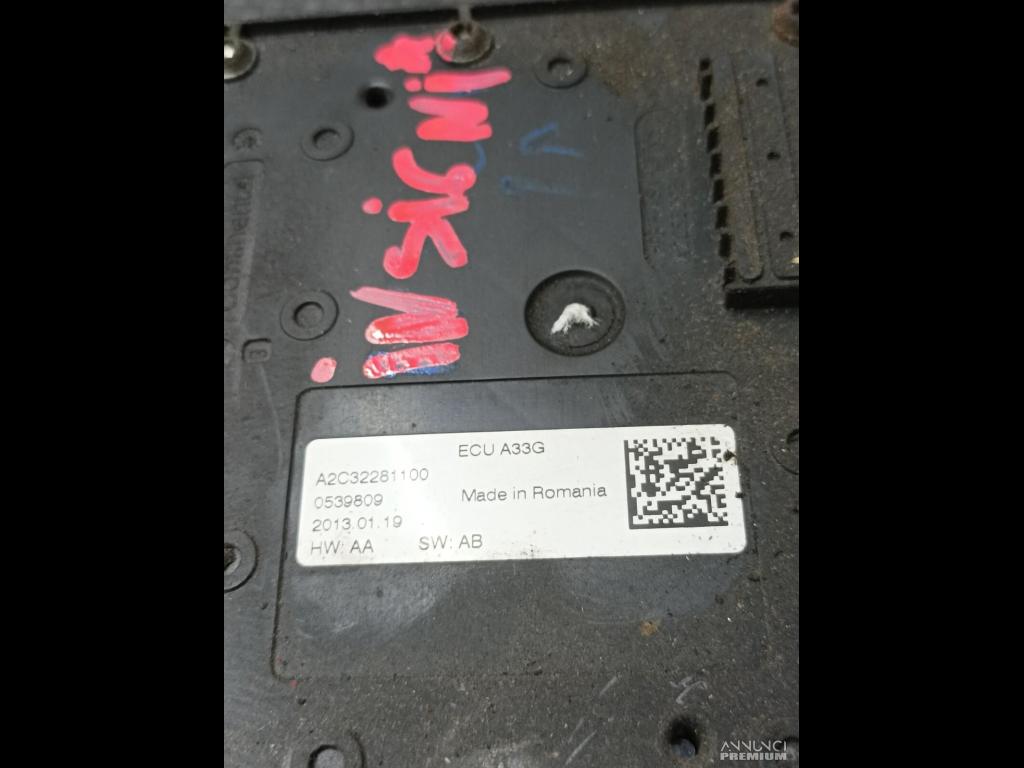 ECU A33G
A2C32281100
0539809
Made in Romania
2013.01.19
HW: AA SW: AB
ANNUNCI
PREMIUM